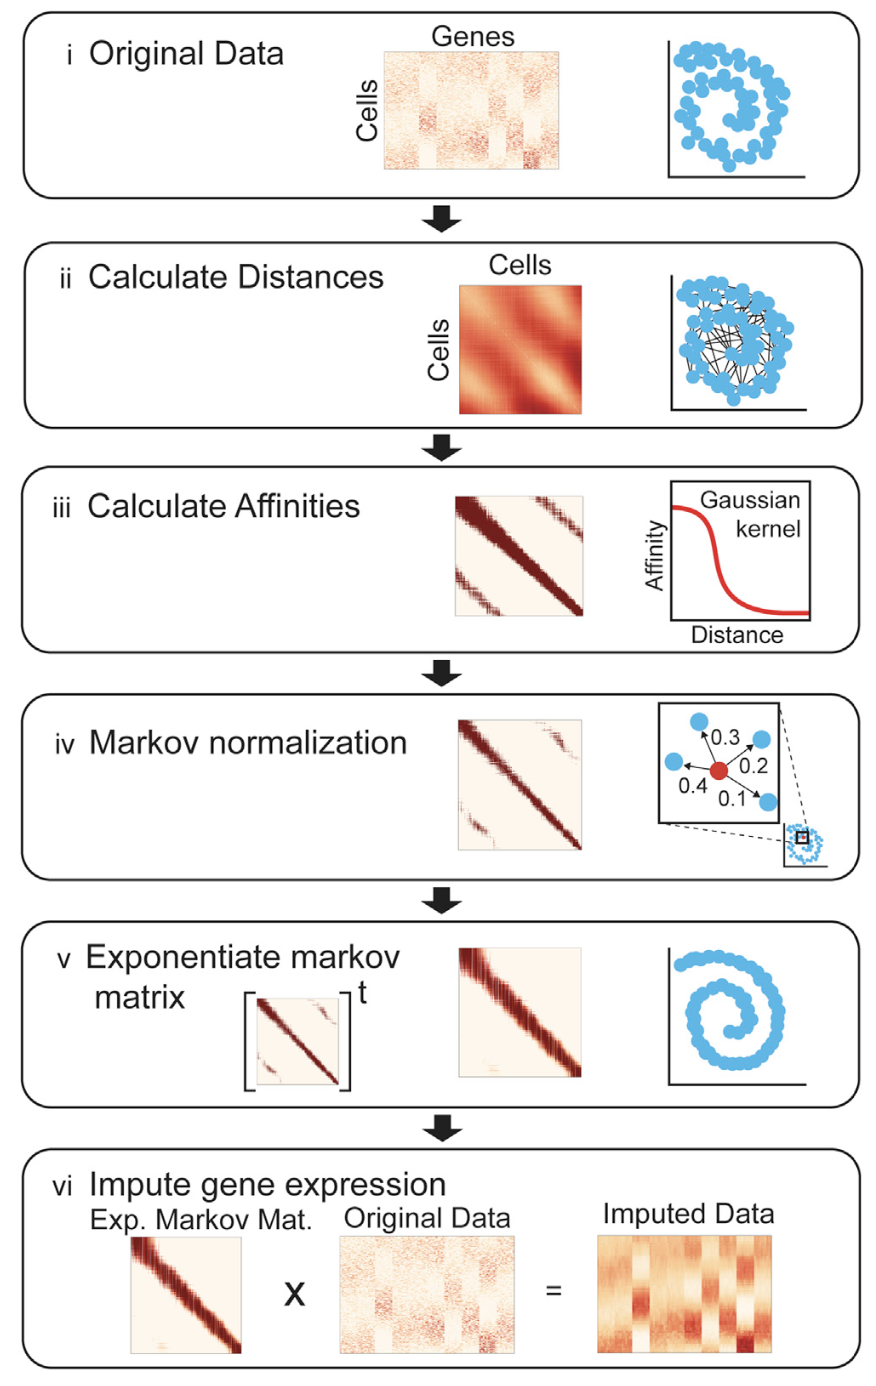 i Original Data
Genes
Cells
ii Calculate Distances
Cells
Cells
iii Calculate Affinities
Gaussian
kernel
Affinity
Distance
iv Markov normalization
0.3
0.2
0.4
0.1
v Exponentiate markov
matrix
t
vi Impute gene expression
Exp. Markov Mat.
Original Data
Imputed Data
X
=